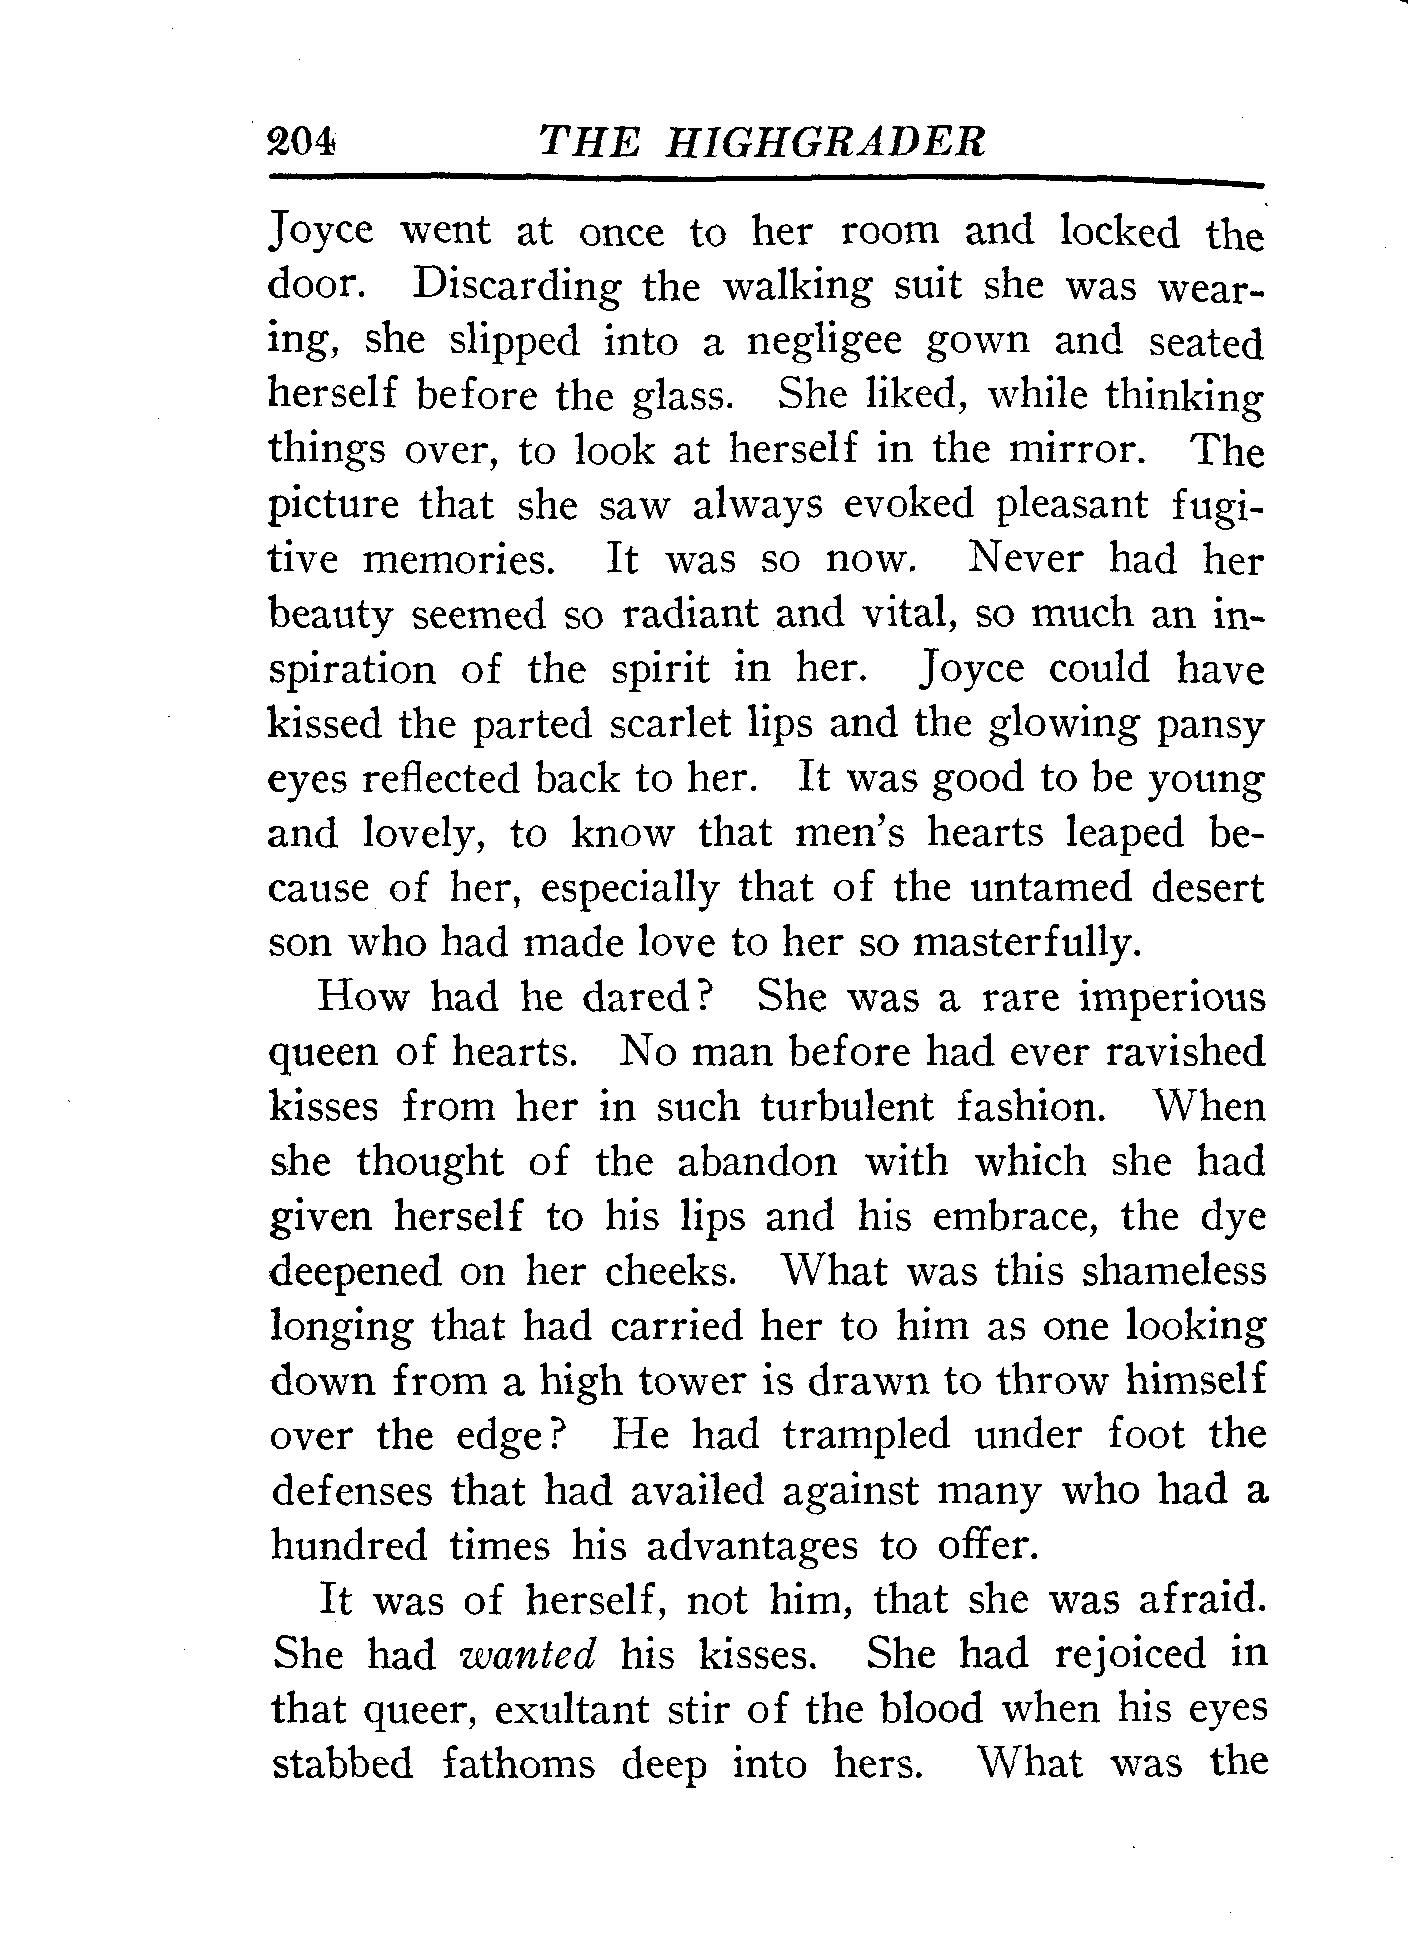 204 THE HIGHGRADER
Joyce went at once to her room and locked the
door. Discarding the walking suit she was wear-
ing, she slipped into a negligee gown and seated
herself before the glass. She liked, while thinking
things over, to look at herself in the mirror. The
picture that she saw always evoked pleasant fugi-
tive memories. It was so now. Never had her
beauty seemed so radiant and vital, so much an in-
spiration of the spirit in her. Joyce could have
kissed the parted scarlet lips and the glowing pansy
eyes reflected back to her. It was good to be young
and lovely, to know that men's hearts leaped be-
cause of her, especially that of the untamed desert
son who had made love to her so masterfully.
How had he dared? She was a rare imperious
queen of hearts. No man before had ever ravished
kisses from her in such turbulent fashion. When
she thought of the abandon with which she had
given herself to his lips and his embrace, the dye
deepened on her cheeks. What was this shameless
longing that had carried her to him as one looking
down from a high tower is drawn to throw himself
over the edge? He had trampled under foot the
defenses that had availed against many who had a
hundred times his advantages to offer.
It was of herself, not him, that she was afraid.
She had wanted his kisses. She had rejoiced in
that queer, exultant stir of the blood when his eyes
stabbed fathoms deep into hers. What was the